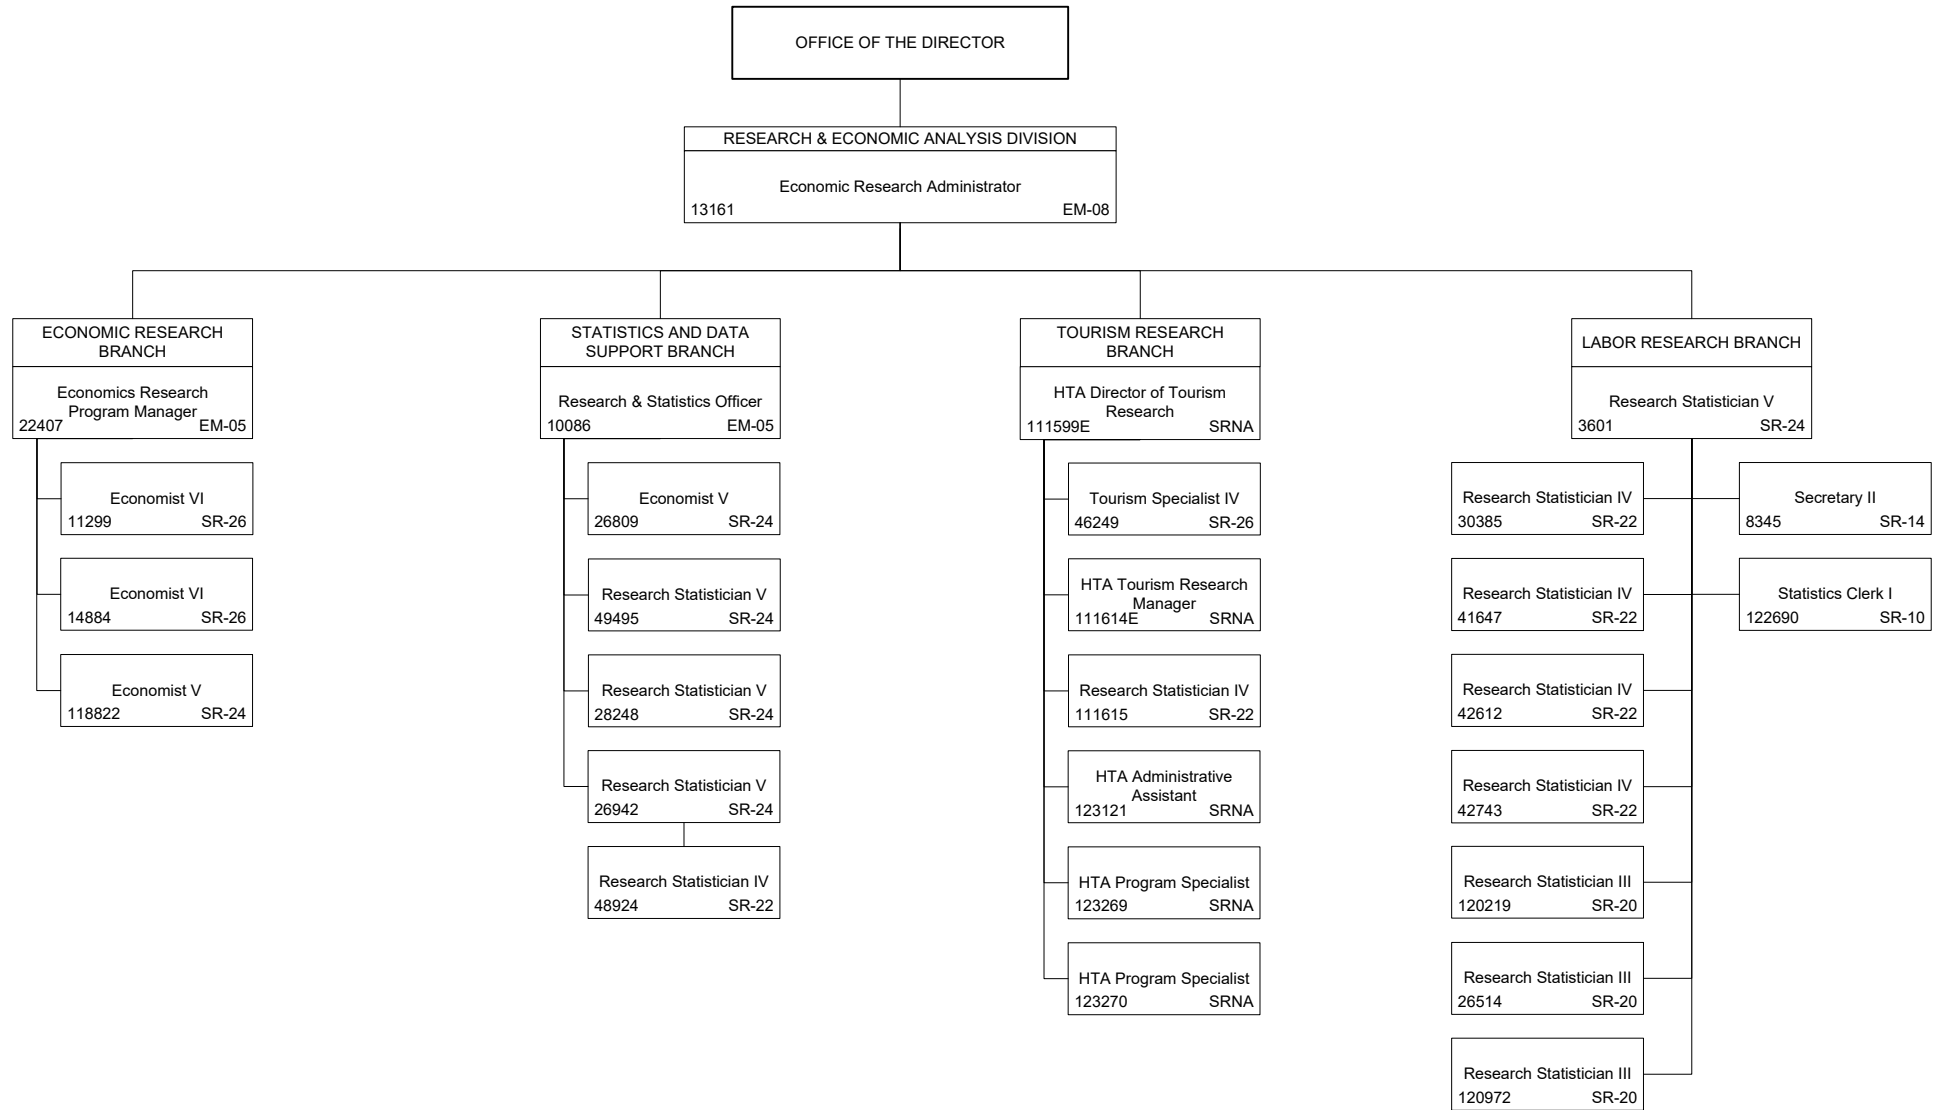 OFFICE OF THE DIRECTOR
RESEARCH & ECONOMIC ANALYSIS DIVISION
Economic Research Administrator
13161 EM-08
ECONOMIC RESEARCH
BRANCH
Economics Research
Program Manager
22407 EM-05
Economist VI
11299 SR-26
Economist VI
14884 SR-26
Economist V
118822 SR-24
STATISTICS AND DATA
SUPPORT BRANCH
Research & Statistics Officer
10086 EM-05
Economist V
26809 SR-24
Research Statistician V
49495 SR-24
Research Statistician V
28248 SR-24
Research Statistician V
26942 SR-24
Research Statistician IV
48924 SR-22
TOURISM RESEARCH
BRANCH
HTA Director of Tourism
Research
111599E SRNA
Tourism Specialist IV
46249 SR-26
HTA Tourism Research
Manager
111614E SRNA
Research Statistician IV
111615 SR-22
HTA Administrative
Assistant
123121 SRNA
HTA Program Specialist
123269 SRNA
HTA Program Specialist
123270 SRNA
LABOR RESEARCH BRANCH
Research Statistician V
3601 SR-24
Research Statistician IV
30385 SR-22
Secretary II
8345 SR-14
Research Statistician IV
41647 SR-22
Statistics Clerk I
122690 SR-10
Research Statistician IV
42612 SR-22
Research Statistician IV
42743 SR-22
Research Statistician III
120219 SR-20
Research Statistician III
26514 SR-20
Research Statistician III
120972 SR-20